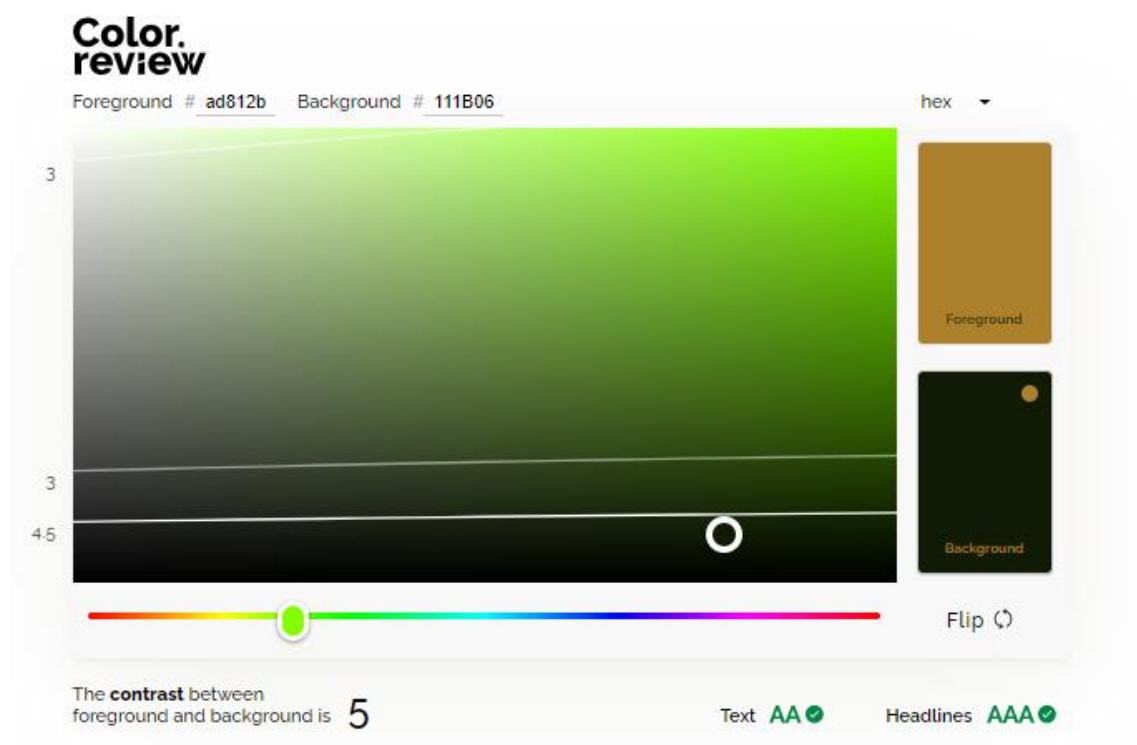 Color.
review
Foreground # ad812b Background # 111B06 hex
3
Foreground
3
4.5
Background
Flip
The contrast between
foreground and background is 5
Text AA Headlines AAA